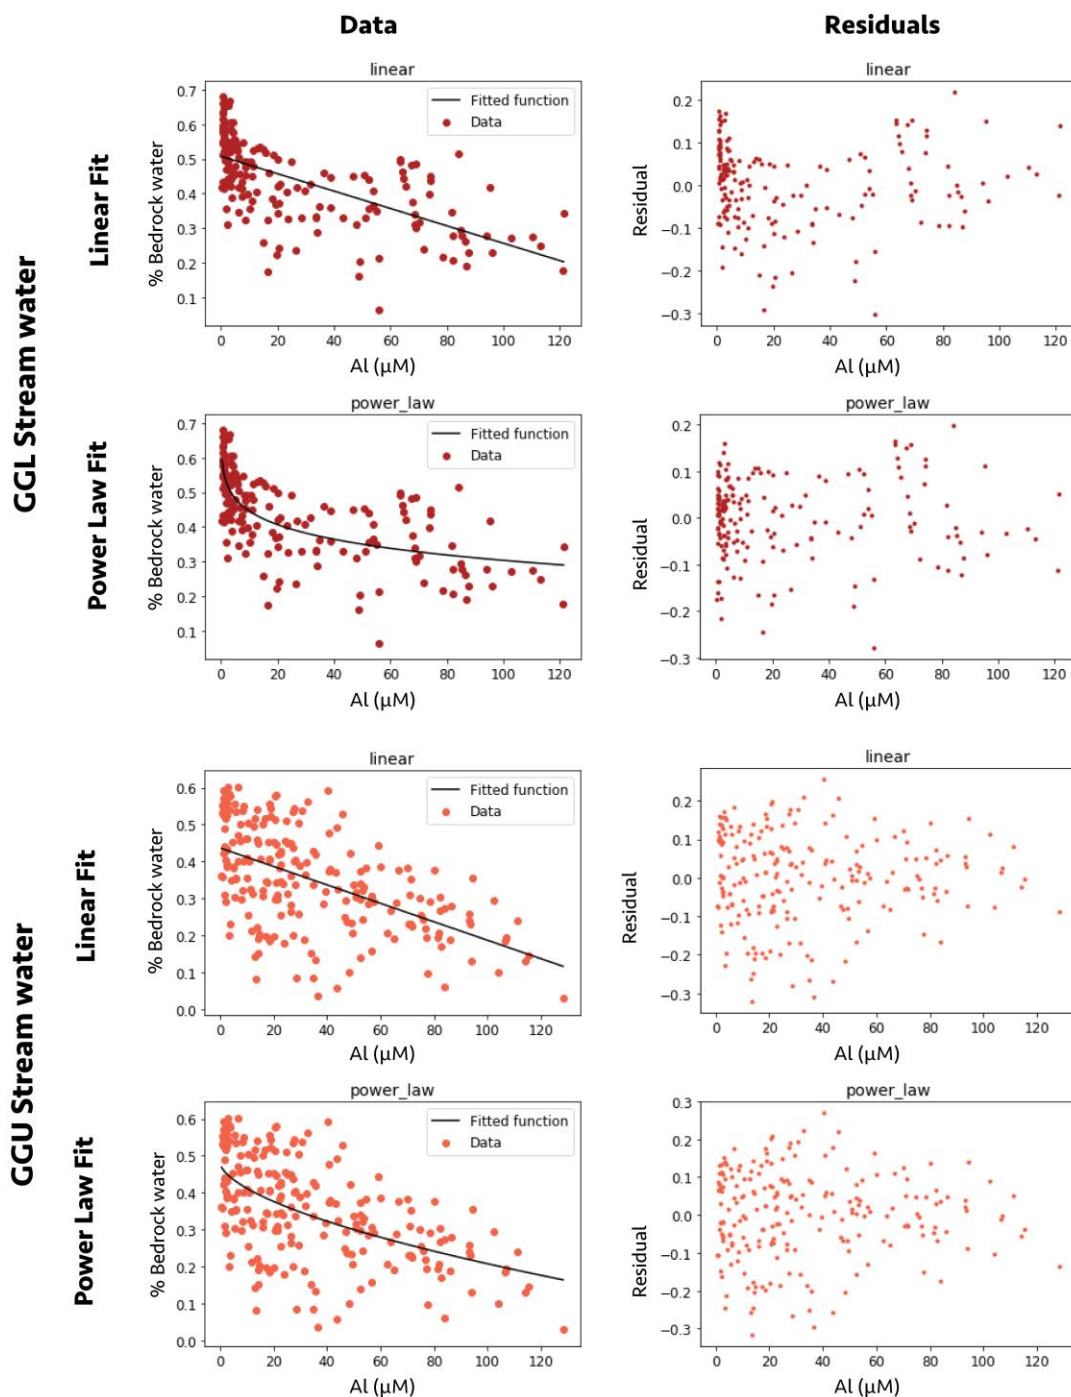 Data
Residuals
GGL Stream water
Linear Fit
linear
% Bedrock water
0.7
0.6
0.5
0.4
0.3
0.2
0.1
Fitted function
Data
0 20 40 60 80 100 120
Al (μM)
linear
Residual
0.2
0.1
0.0
−0.1
−0.2
−0.3
0 20 40 60 80 100 120
Al (μM)
Power Law Fit
power_law
% Bedrock water
0.7
0.6
0.5
0.4
0.3
0.2
0.1
Fitted function
Data
0 20 40 60 80 100 120
Al (μM)
power_law
Residual
0.2
0.1
0.0
−0.1
−0.2
−0.3
0 20 40 60 80 100 120
Al (μM)
GGU Stream water
Linear Fit
linear
% Bedrock water
0.6
0.5
0.4
0.3
0.2
0.1
0.0
Fitted function
Data
0 20 40 60 80 100 120
Al (μM)
linear
Residual
0.2
0.1
0.0
−0.1
−0.2
−0.3
0 20 40 60 80 100 120
Al (μM)
Power Law Fit
power_law
% Bedrock water
0.6
0.5
0.4
0.3
0.2
0.1
0.0
Fitted function
Data
0 20 40 60 80 100 120
Al (μM)
power_law
Residual
0.3
0.2
0.1
0.0
−0.1
−0.2
−0.3
0 20 40 60 80 100 120
Al (μM)